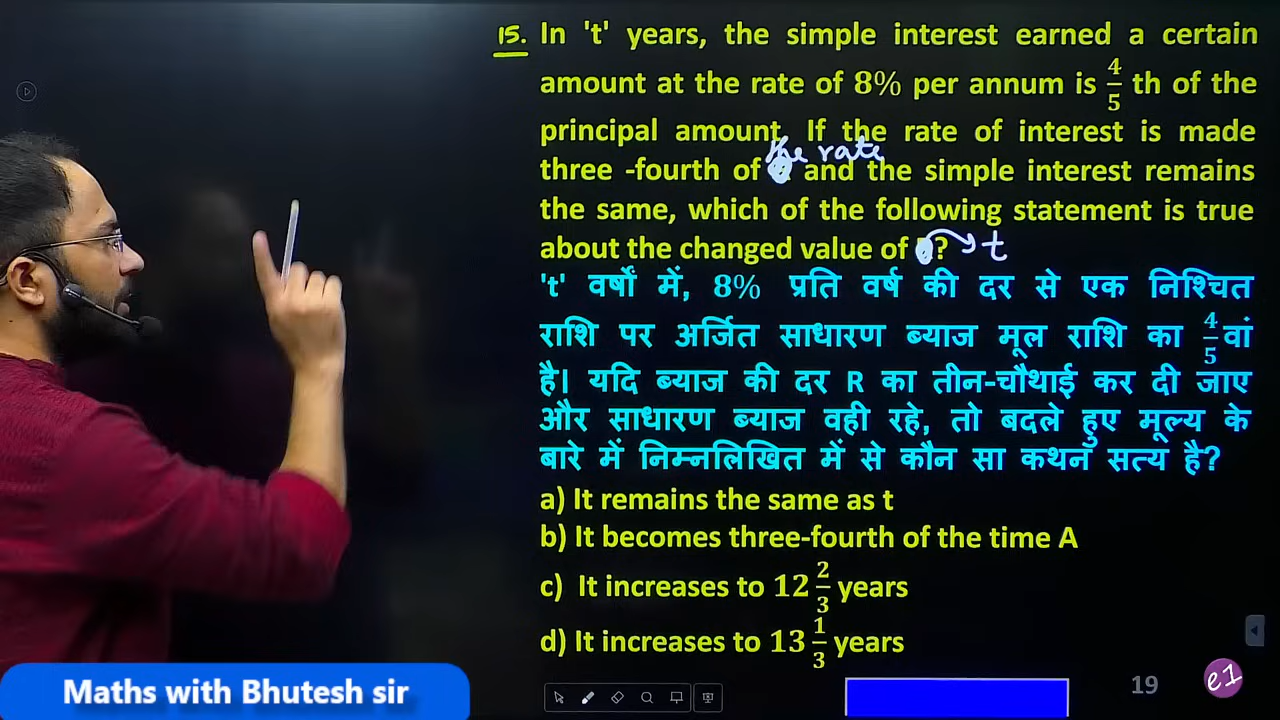 15. In 't' years, the simple interest earned a certain
amount at the rate of 8% per annum is 4/5 th of the
principal amount. If the rate of interest is made
the rate
three -fourth of and the simple interest remains
the same, which of the following statement is true
about the changed value of ? → t
't' वर्षों में, 8% प्रति वर्ष की दर से एक निश्चित
राशि पर अर्जित साधारण ब्याज मूल राशि का 4/5 वां
है। यदि ब्याज की दर R का तीन-चौथाई कर दी जाए
और साधारण ब्याज वही रहे, तो बदले हुए मूल्य के
बारे में निम्नलिखित में से कौन सा कथन सत्य है?
a) It remains the same as t
b) It becomes three-fourth of the time A
c) It increases to 12 2/3 years
d) It increases to 13 1/3 years
Maths with Bhutesh sir
19
e1